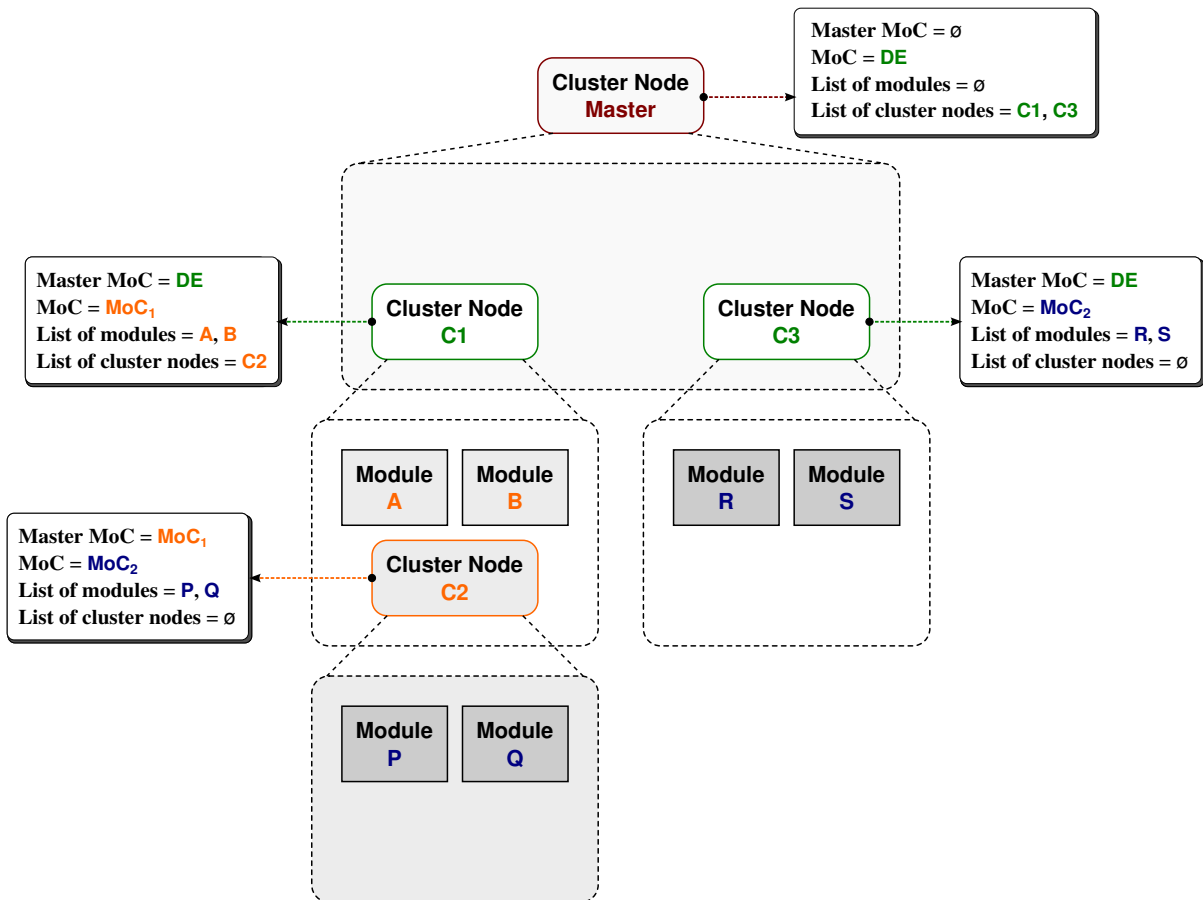 Cluster Node
Master
Master MoC = ø
MoC = DE
List of modules = ø
List of cluster nodes = C1, C3
Master MoC = DE
MoC = MoC₁
List of modules = A, B
List of cluster nodes = C2
Cluster Node
C1
Cluster Node
C3
Master MoC = DE
MoC = MoC₂
List of modules = R, S
List of cluster nodes = ø
Module
A
Module
B
Module
R
Module
S
Master MoC = MoC₁
MoC = MoC₂
List of modules = P, Q
List of cluster nodes = ø
Cluster Node
C2
Module
P
Module
Q